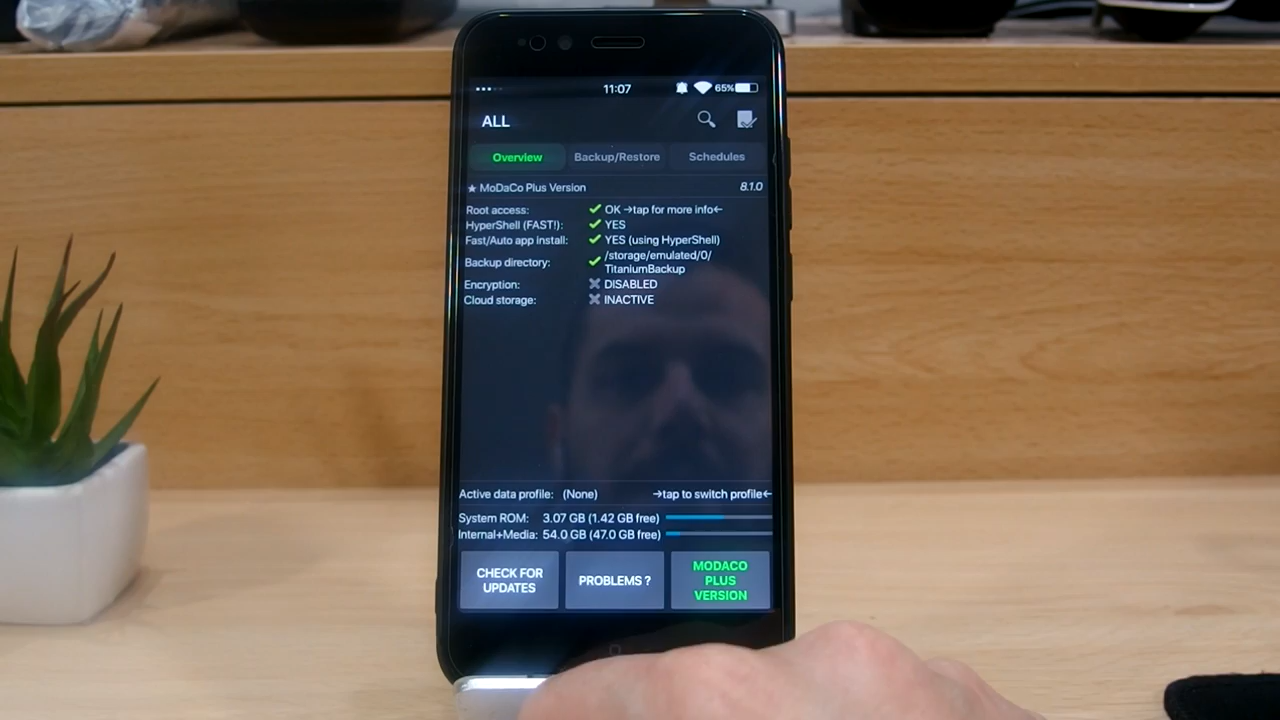 11:07 65%
ALL
Overview Backup/Restore Schedules
★ MoDaCo Plus Version 8.1.0
Root access: ✔ OK →tap for more info←
HyperShell (FAST!): ✔ YES
Fast/Auto app install: ✔ YES (using HyperShell)
Backup directory: ✔ /storage/emulated/0/
TitaniumBackup
Encryption: ✖ DISABLED
Cloud storage: ✖ INACTIVE
Active data profile: (None) →tap to switch profile←
System ROM: 3.07 GB (1.42 GB free)
Internal+Media: 54.0 GB (47.0 GB free)
CHECK FOR
UPDATES
PROBLEMS ?
MODACO
PLUS
VERSION